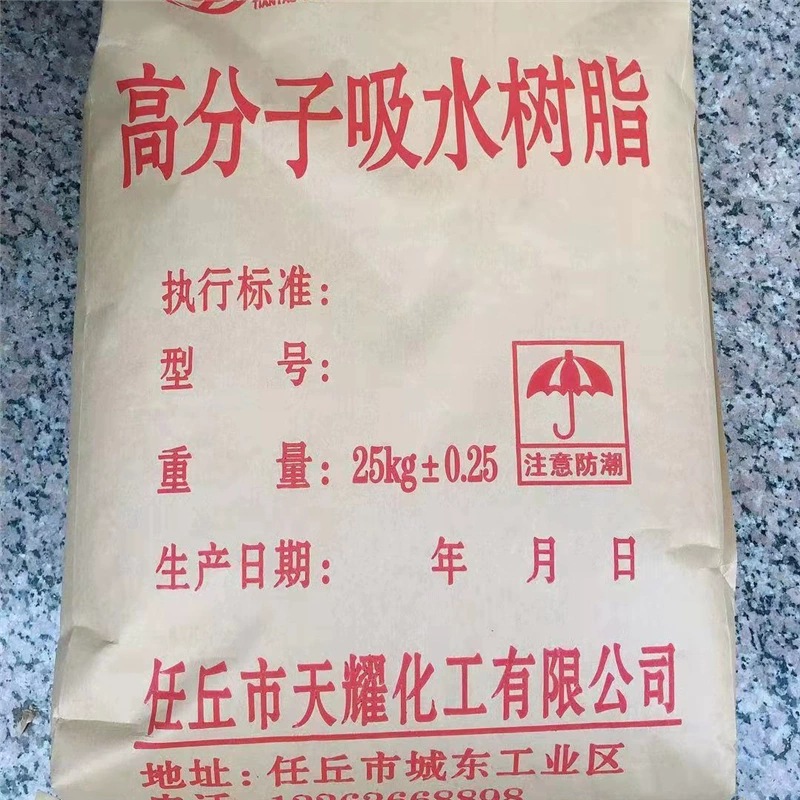 高分子吸水树脂
执行标准：
型 号：
重 量：25kg±0.25
注意防潮
生产日期： 年 月 日
任丘市天耀化工有限公司
地址：任丘市城东工业区